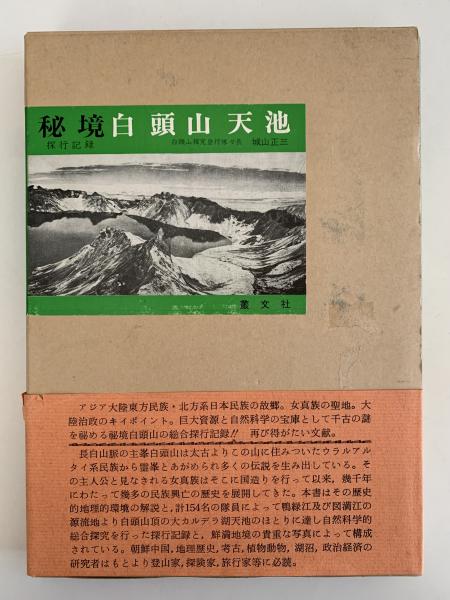 秘境白頭山天池
探行記録
白頭山探究登行隊々長 城山正三
叢文社
アジア大陸東方民族・北方系日本民族の故郷。女真族の聖地。大
陸治政のキイポイント。巨大資源と自然科学の宝庫として千古の謎
を祕める秘境白頭山の綜合探行記録!! 再び得がたい文献。
長白山脈の主峯白頭山は太古よりこの山に住みついたウラルアル
タイ系民族から霊峯とあがめられ多くの伝説を生み出している。そ
の主人公と見なされる女真族はそこに国造りを行って以来，幾千年
にわたって幾多の民族興亡の歴史を展開してきた。本書はその歴史
的地理的環境の解説と，計154名の隊員によって鴨緑江及び図満江の
源流地より白頭山頂の大カルデラ湖天池のほとりに達し自然科学的
綜合探究を行った探行記録と，鮮満地境の貴重な写真によって構成
されている。朝鮮中国，地理歴史，考古，植物動物，湖沼，政治経済の
研究者はもとより登山家，探険家，旅行家等に必読。